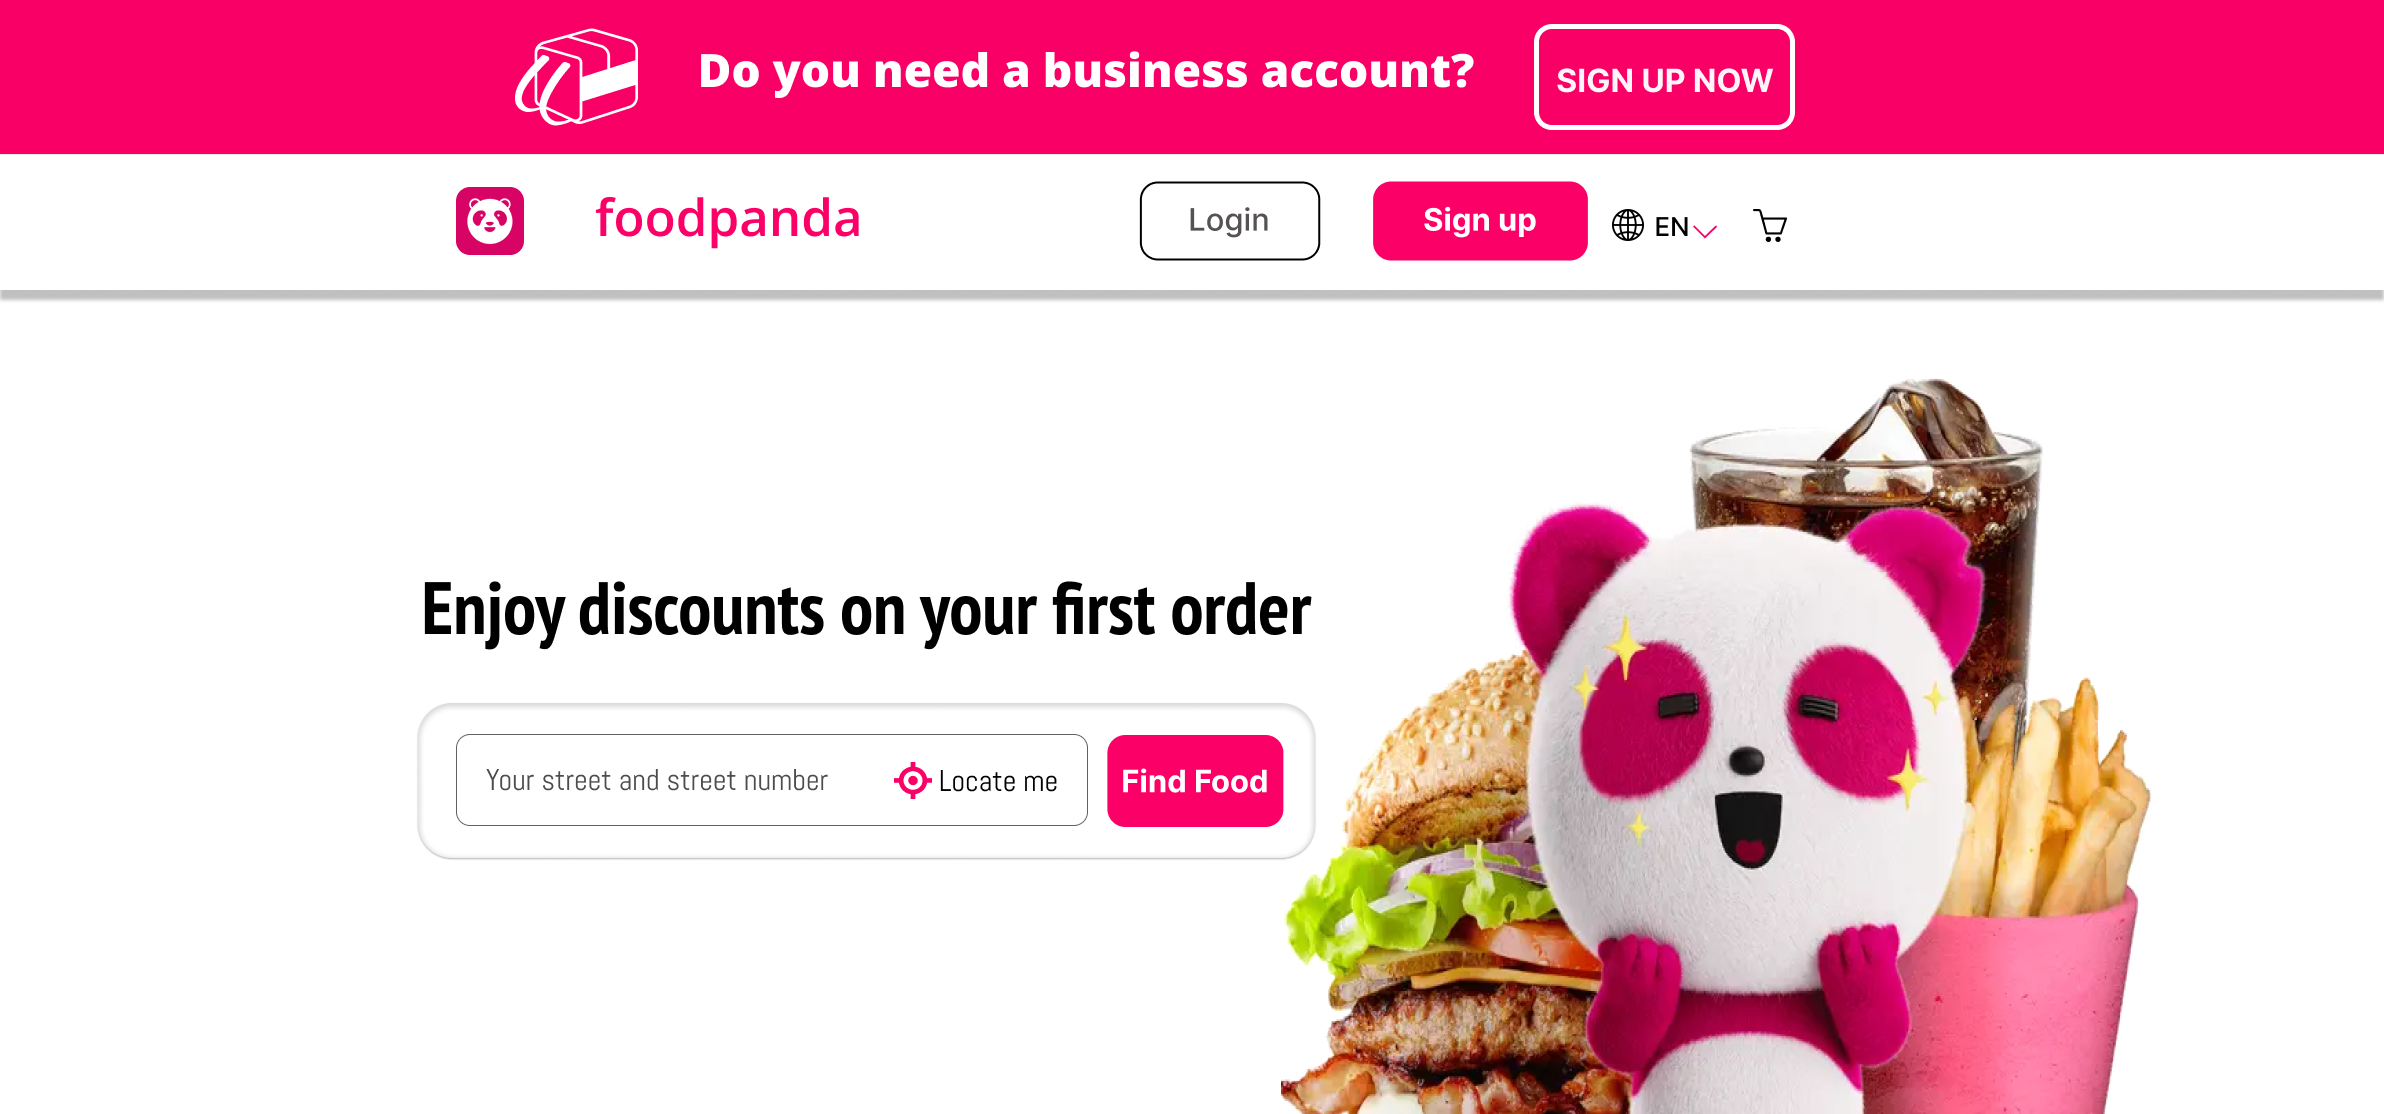 Do you need a business account?
SIGN UP NOW
foodpanda
Login
Sign up
EN
Enjoy discounts on your first order
Your street and street number
Locate me
Find Food